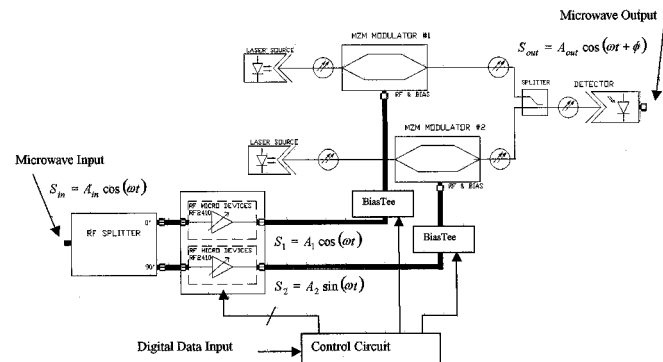 Microwave Output
MZM MODULATOR #1
LASER SOURCE
S_out = A_out cos(ωt + ϕ)
SPLITTER
DETECTOR
RF & BIAS
MZM MODULATOR #2
LASER SOURCE
RF & BIAS
Microwave Input
S_in = A_in cos(ωt)
RF SPLITTER
0°
90°
RF MICRO DEVICES
RF2410
RF MICRO DEVICES
RF2410
S_1 = A_1 cos(ωt)
S_2 = A_2 sin(ωt)
BiasTee
BiasTee
Digital Data Input
Control Circuit